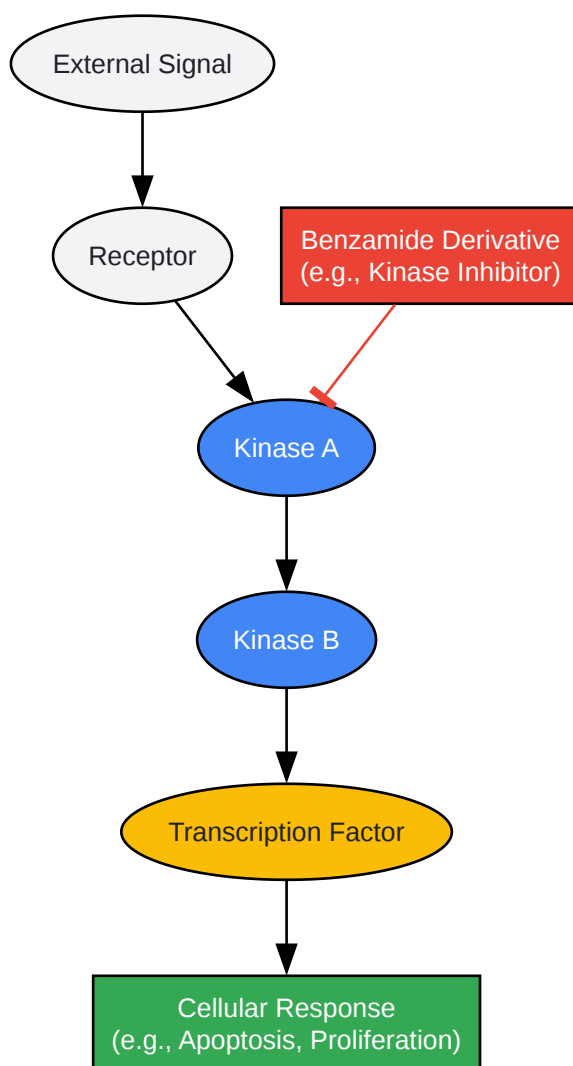 External Signal
Receptor
Benzamide Derivative
(e.g., Kinase Inhibitor)
Kinase A
Kinase B
Transcription Factor
Cellular Response
(e.g., Apoptosis, Proliferation)